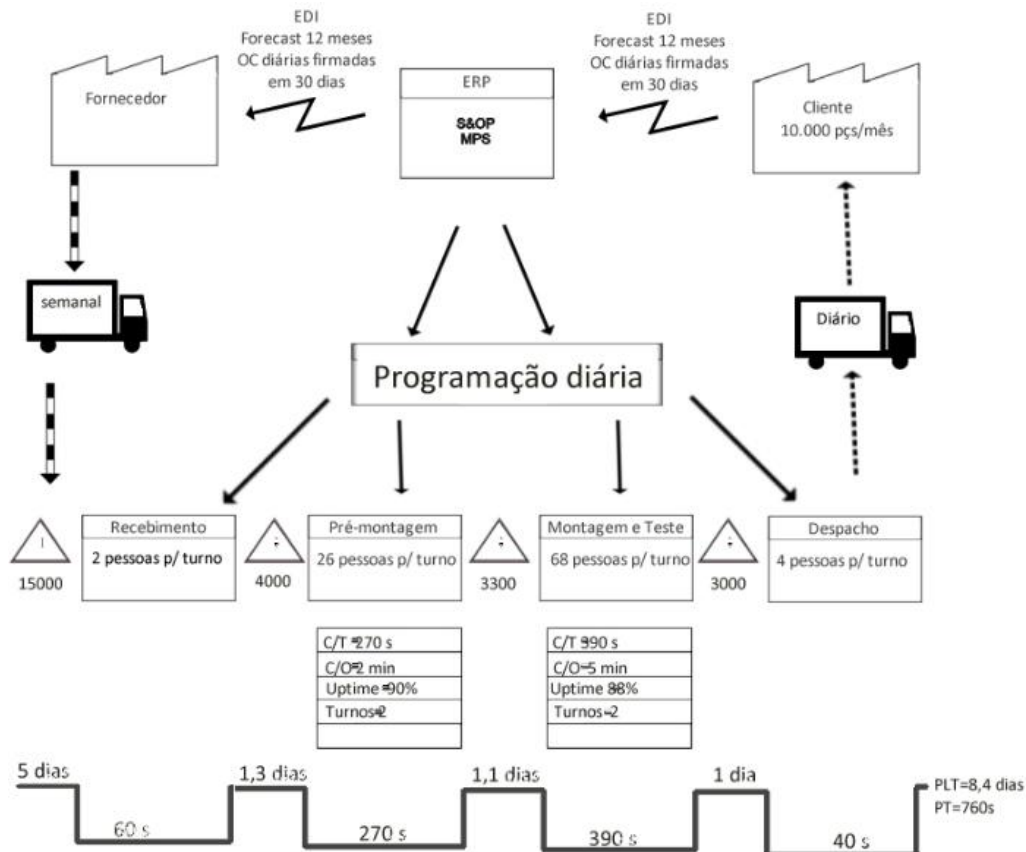 EDI
Forecast 12 meses
OC diárias firmadas
em 30 dias
EDI
Forecast 12 meses
OC diárias firmadas
em 30 dias
Fornecedor
ERP
S&OP
MPS
Cliente
10.000 pçs/mês
semanal
Diário
Programação diária
I
15000
Recebimento
2 pessoas p/ turno
4000
Pré-montagem
26 pessoas p/ turno
3300
Montagem e Teste
68 pessoas p/ turno
3000
Despacho
4 pessoas p/ turno
C/T =270 s
C/O=2 min
Uptime =90%
Turnos=2
C/T =390 s
C/O-5 min
Uptime 88%
Turnos-2
5 dias
1,3 dias
1,1 dias
1 dia
PLT=8,4 dias
PT=760s
60 s
270 s
390 s
40 s